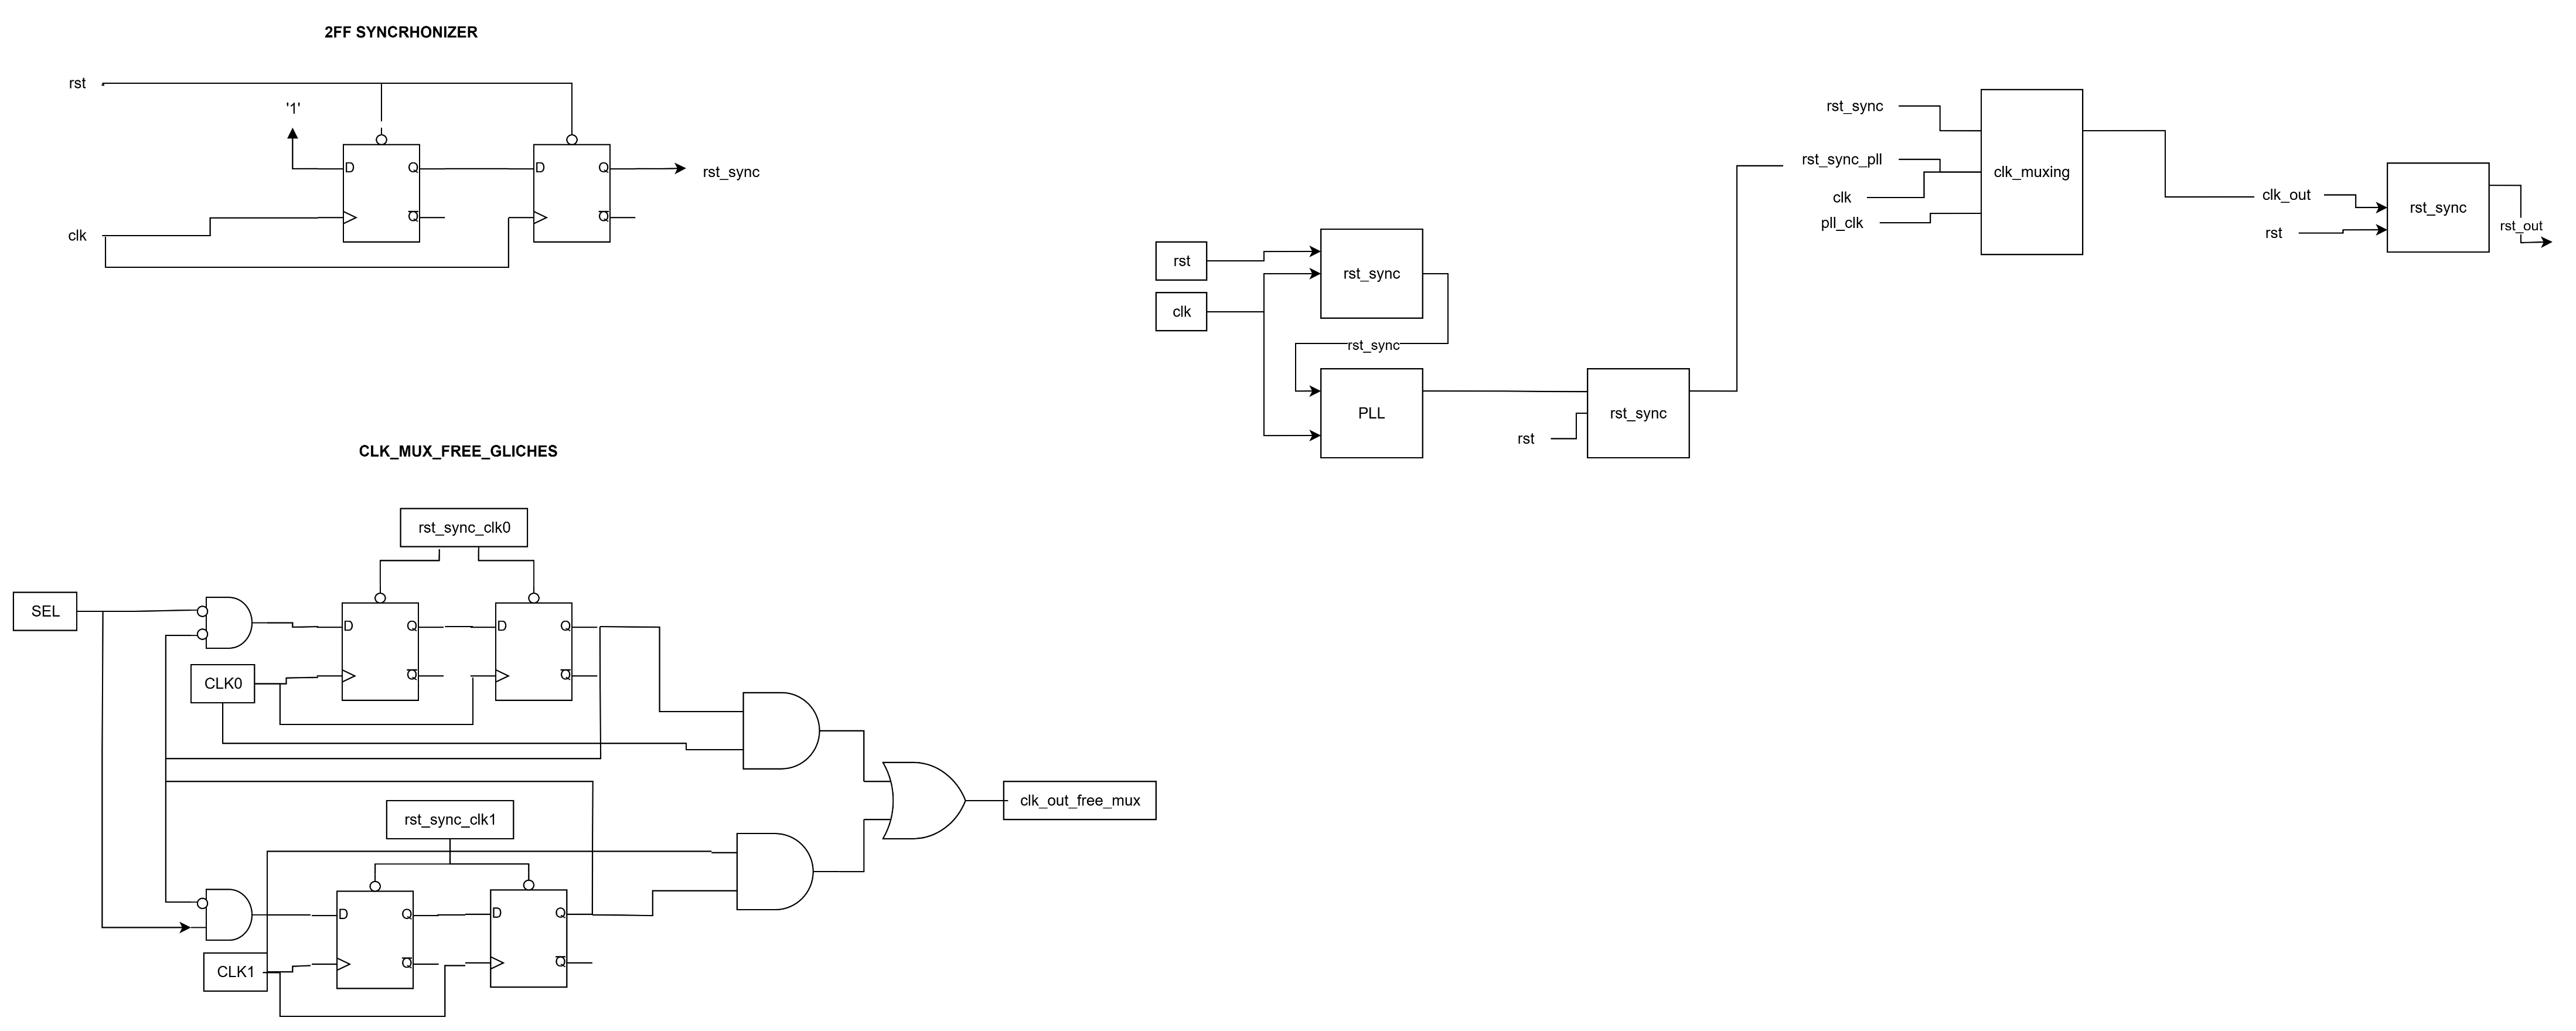 2FF SYNCRHONIZER
rst
'1'
D
Q
D
Q
rst_sync
Q
Q
clk
rst
clk
rst_sync
rst_sync
PLL
rst
rst_sync
rst_sync
rst_sync_pll
clk
pll_clk
clk_muxing
clk_out
rst
rst_sync
rst_out
CLK_MUX_FREE_GLICHES
rst_sync_clk0
SEL
D
Q
D
Q
CLK0
Q
Q
rst_sync_clk1
clk_out_free_mux
D
Q
D
Q
CLK1
Q
Q